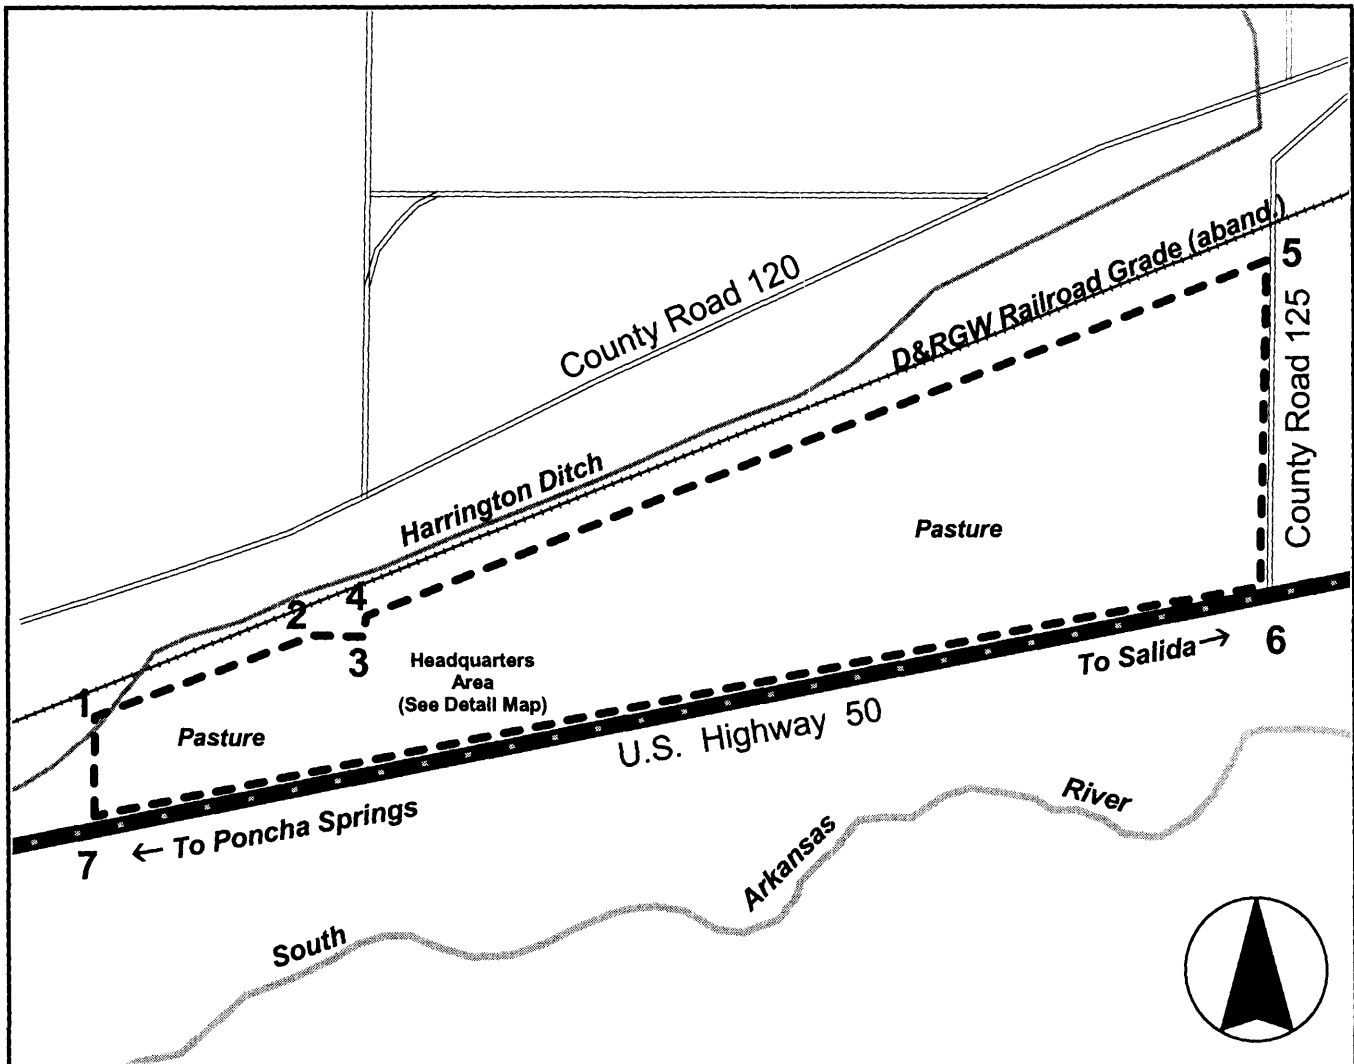 County Road 120
D&RGW Railroad Grade (aband.)
5
County Road 125
Harrington Ditch
Pasture
2
4
3
Headquarters
Area
(See Detail Map)
1
Pasture
To Salida →
6
U.S. Highway 50
← To Poncha Springs
7
South Arkansas River